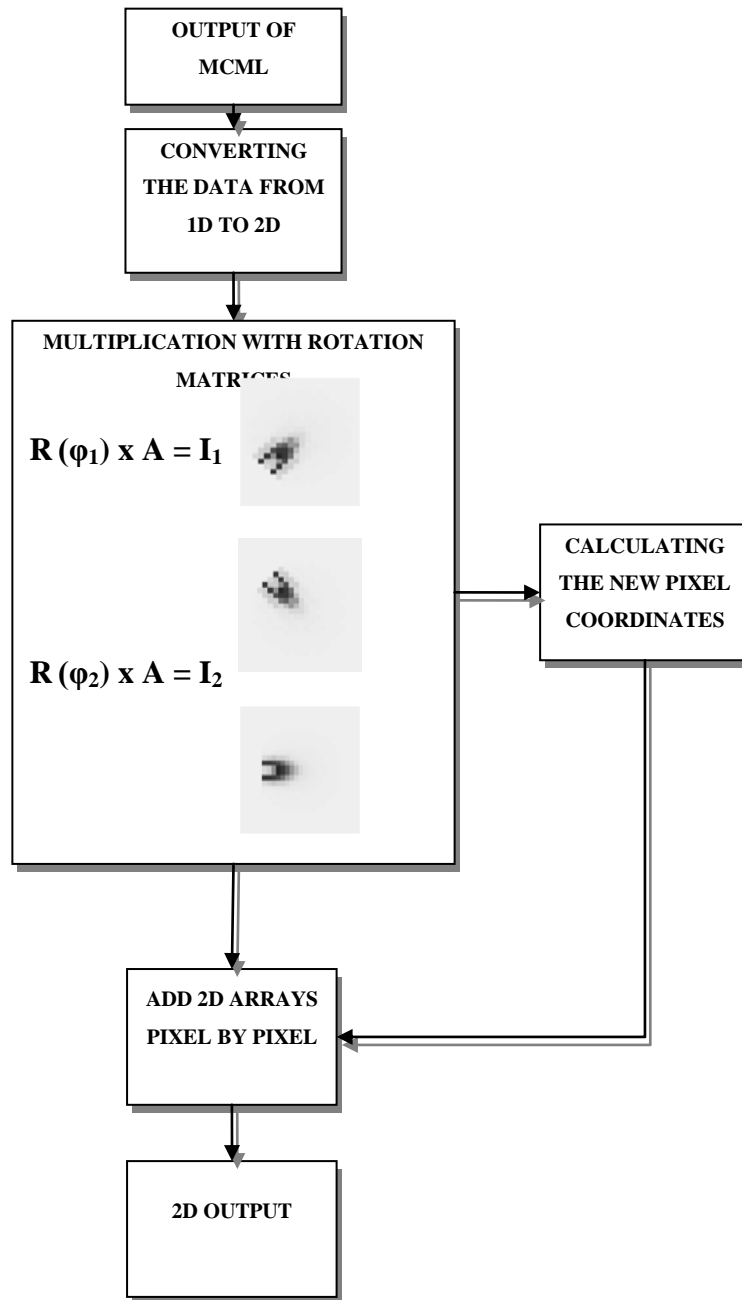 OUTPUT OF
MCML
CONVERTING
THE DATA FROM
1D TO 2D
MULTIPLICATION WITH ROTATION
MATRICES
R (φ₁) x A = I₁
R (φ₂) x A = I₂
CALCULATING
THE NEW PIXEL
COORDINATES
ADD 2D ARRAYS
PIXEL BY PIXEL
2D OUTPUT